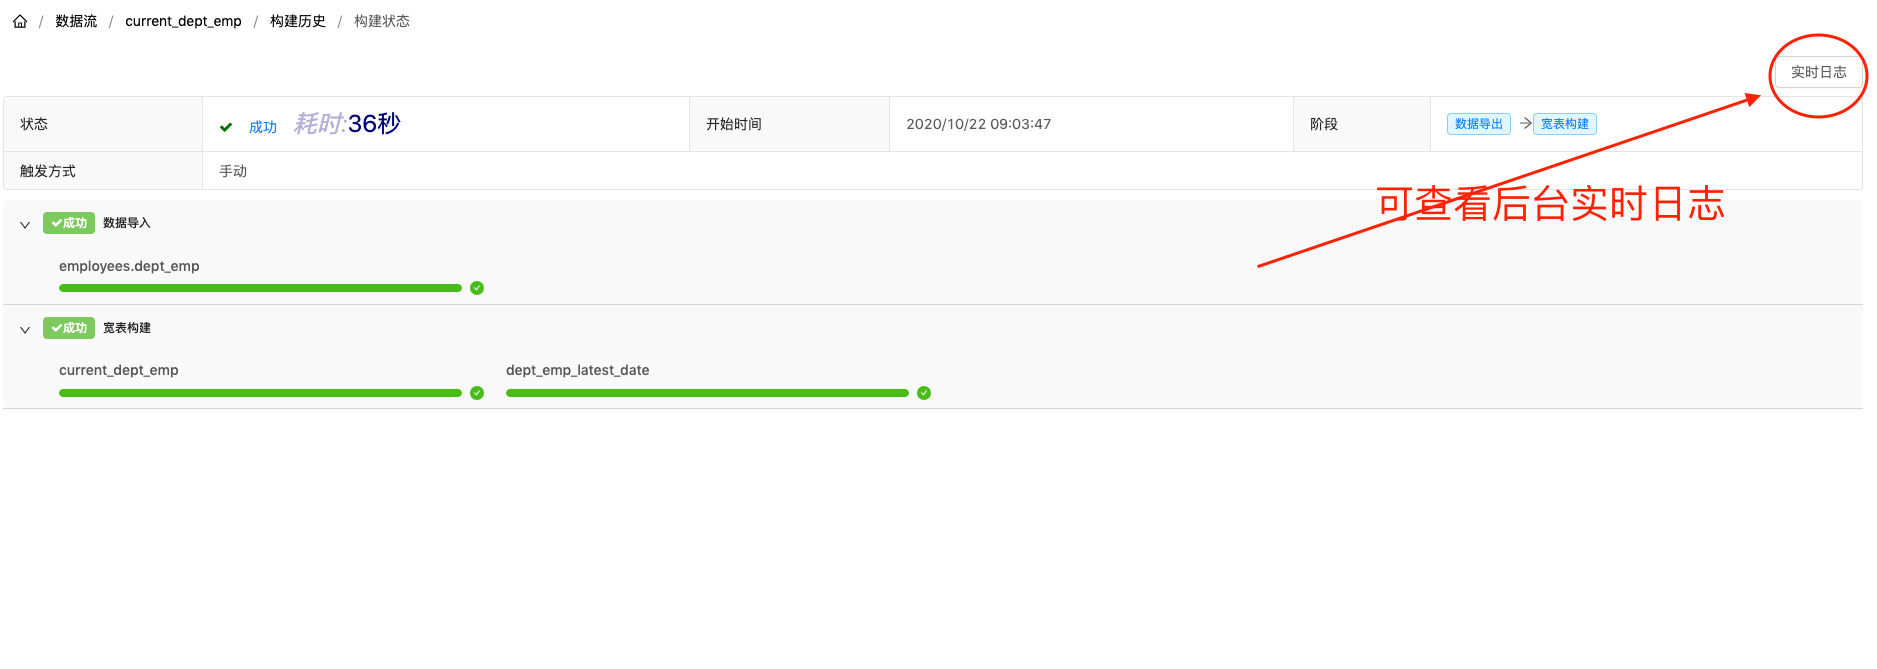 / 数据流 / current_dept_emp / 构建历史 / 构建状态
实时日志
状态 成功 耗时:36秒 开始时间 2020/10/22 09:03:47 阶段 数据导出 宽表构建
触发方式 手动
可查看后台实时日志
成功 数据导入
employees.dept_emp
成功 宽表构建
current_dept_emp dept_emp_latest_date